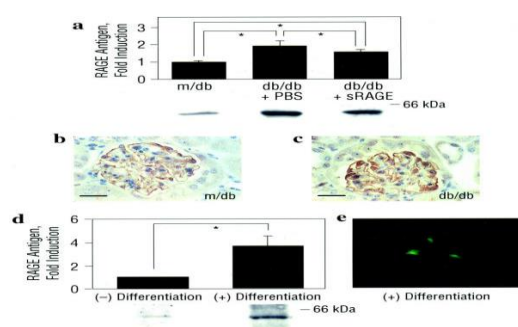 a
RAGE Antigen,
Fold Induction
3
2
1
0
*
* *
m/db
db/db
+ PBS
db/db
+ sRAGE
– 66 kDa
b
m/db
c
db/db
d
RAGE Antigen,
Fold Induction
6
4
2
0
*
(–) Differentiation
(+) Differentiation
– 66 kDa
e
(+) Differentiation